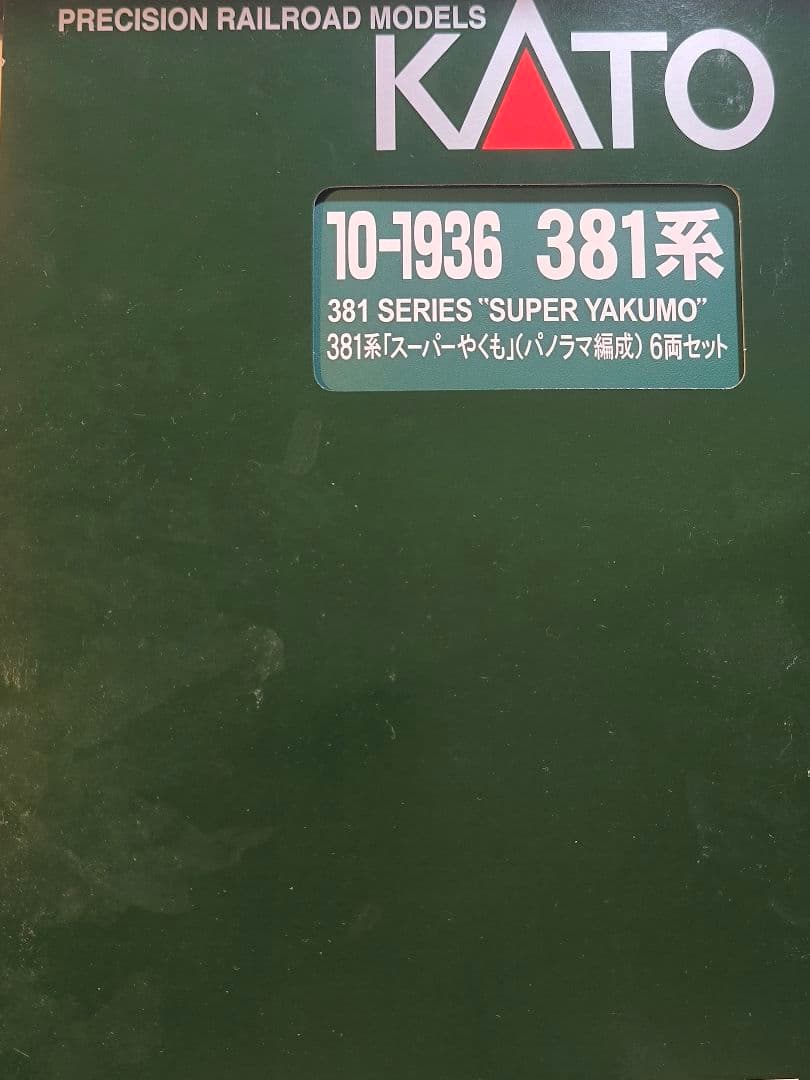 PRECISION RAILROAD MODELS
KATO
10-1936 381系
381 SERIES "SUPER YAKUMO"
381系「スーパーやくも」(パノラマ編成) 6両セット